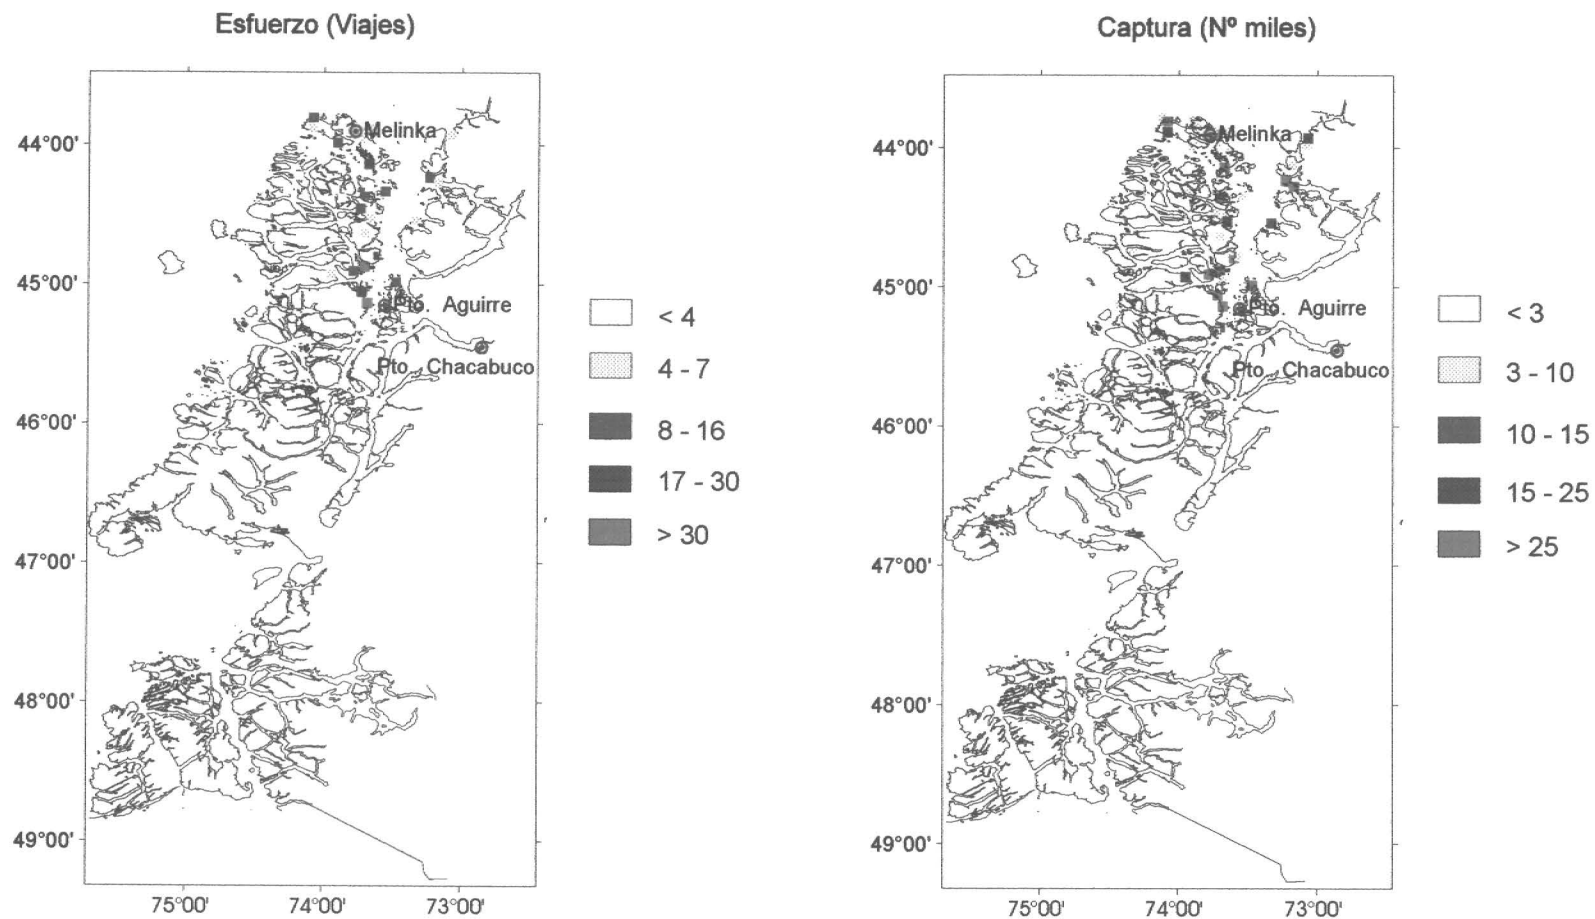 Esfuerzo (Viajes)
44°00'
45°00'
46°00'
47°00'
48°00'
49°00'
75°00'
74°00'
73°00'
Melinka
Pto. Aguirre
Pto. Chacabuco
< 4
4 - 7
8 - 16
17 - 30
> 30
Captura (Nº miles)
44°00'
45°00'
46°00'
47°00'
48°00'
49°00'
75°00'
74°00'
73°00'
Melinka
Pto. Aguirre
Pto. Chacabuco
< 3
3 - 10
10 - 15
15 - 25
> 25